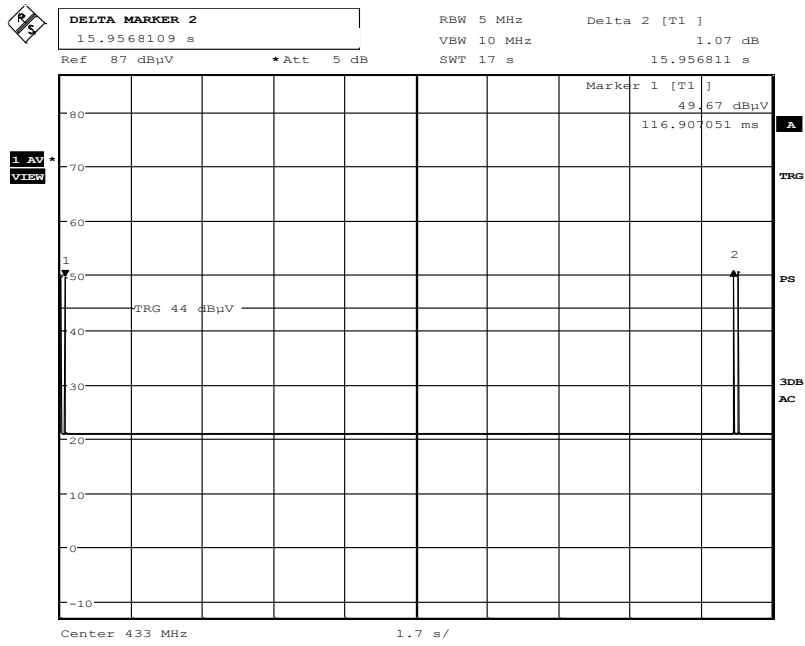 R S
DELTA MARKER 2
15.9568109 s
RBW 5 MHz
Delta 2 [T1 ]
VBW 10 MHz
1.07 dB
Ref 87 dBµV
*Att 5 dB
SWT 17 s
15.956811 s
Marker 1 [T1 ]
49.67 dBµV
116.907051 ms
A
1 AV *
VIEW
TRG
PS
3DB
AC
80
70
60
50
40
30
20
10
0
-10
1
2
TRG 44 dBµV
Center 433 MHz
1.7 s/